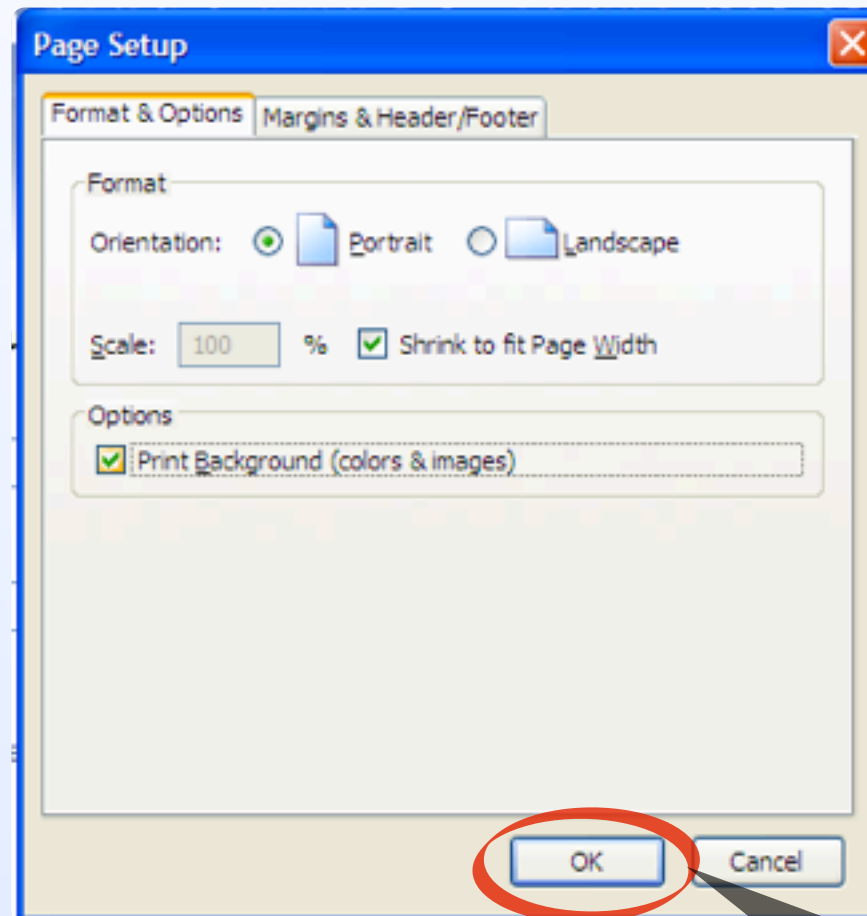 Page Setup
Format & Options Margins & Header/Footer
Format
Orientation: Portrait Landscape
Scale: 100 % Shrink to fit Page Width
Options
Print Background (colors & images)
OK Cancel